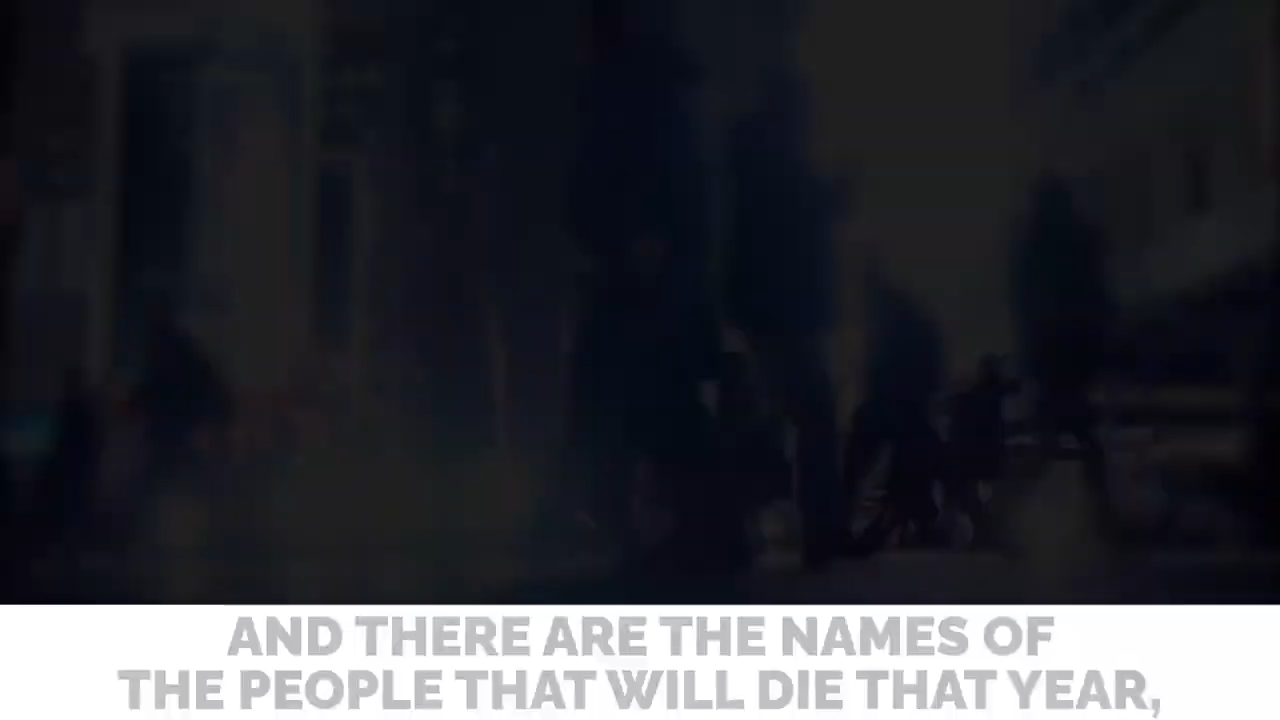 AND THERE ARE THE NAMES OF
THE PEOPLE THAT WILL DIE THAT YEAR,